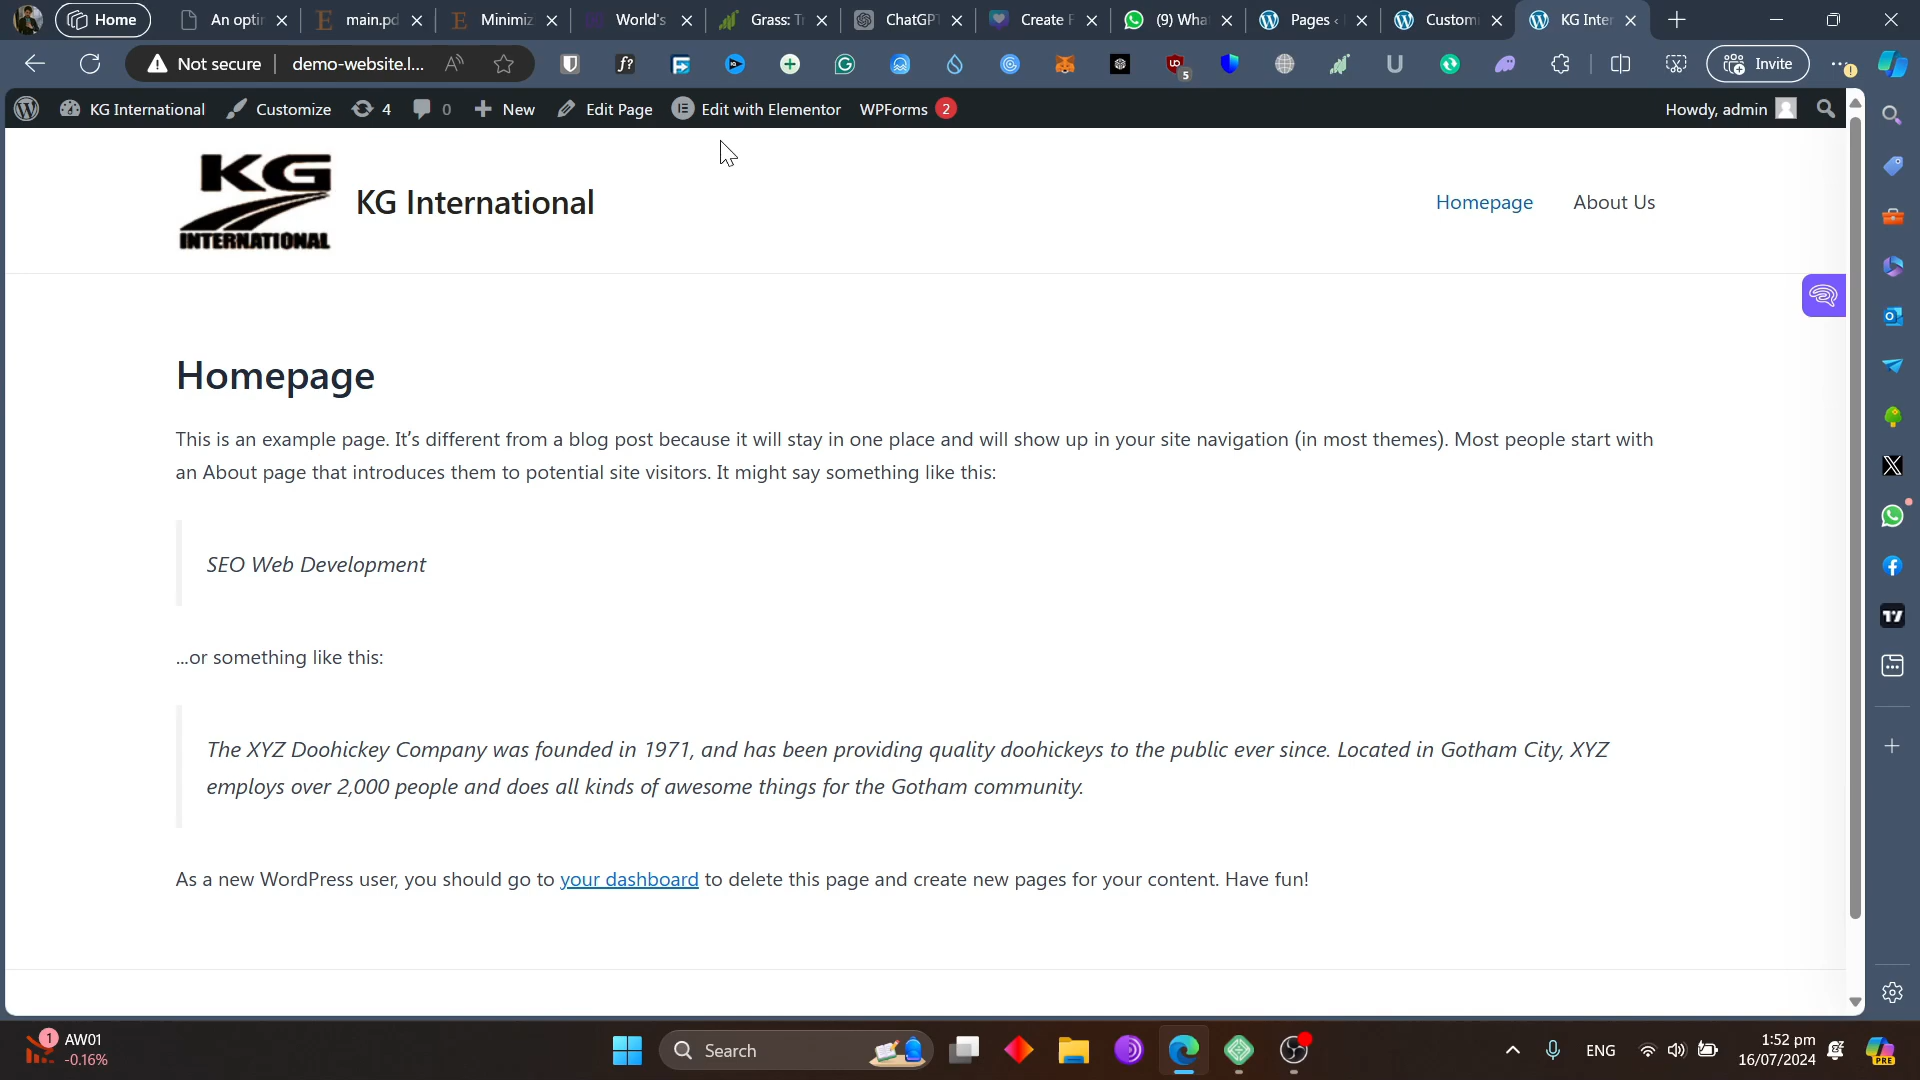 Home
An opti
main.pd
Minimiz
World's
Grass: T
ChatGPT
Create F
(9) Wha
Pages ‹
Custom
KG Inter
Not secure
demo-website.l...
Invite
KG International
Customize
4
0
New
Edit Page
Edit with Elementor
WPForms 2
Howdy, admin
KG
INTERNATIONAL
KG International
Homepage
About Us
Homepage
This is an example page. It’s different from a blog post because it will stay in one place and will show up in your site navigation (in most themes). Most people start with
an About page that introduces them to potential site visitors. It might say something like this:
SEO Web Development
…or something like this:
The XYZ Doohickey Company was founded in 1971, and has been providing quality doohickeys to the public ever since. Located in Gotham City, XYZ
employs over 2,000 people and does all kinds of awesome things for the Gotham community.
As a new WordPress user, you should go to your dashboard to delete this page and create new pages for your content. Have fun!
1
AW01
-0.16%
Search
ENG
1:52 pm
16/07/2024
PRE